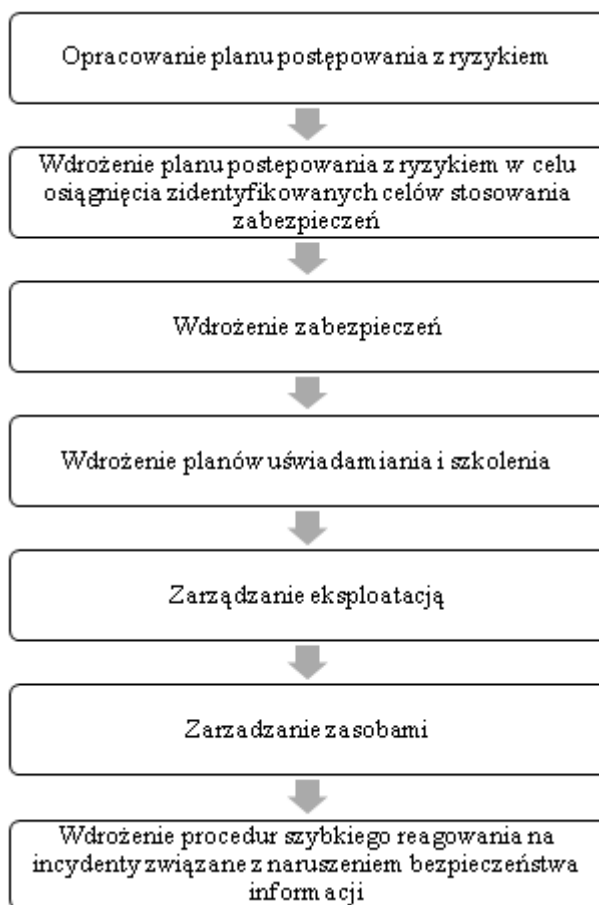 Opracowanie planu postępowania z ryzykiem
Wdrożenie planu postepowania z ryzykiem w celu
osiągnięcia zidentyfikowanych celów stosowania
zabezpieczeń
Wdrożenie zabezpieczeń
Wdrożenie planów uświadamiania i szkolenia
Zarządzanie eksploatacją
Zarzadzanie zasobami
Wdrożenie procedur szybkiego reagowania na
incydenty związane z naruszeniem bezpieczeństwa
informacji